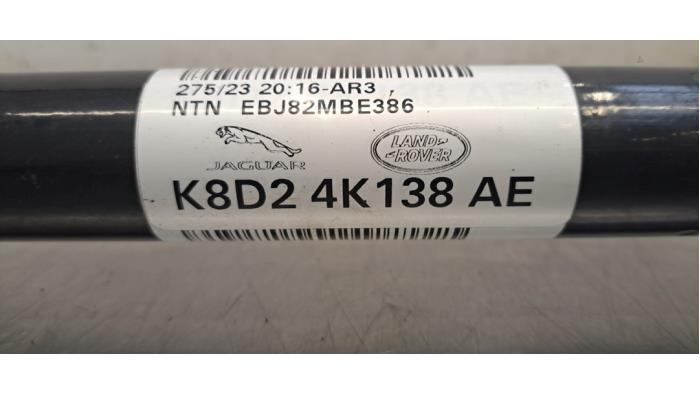 275/23 20:16-AR3 ,
NTN EBJ82MBE386
JAGUAR
LAND
ROVER
K8D2 4K138 AE